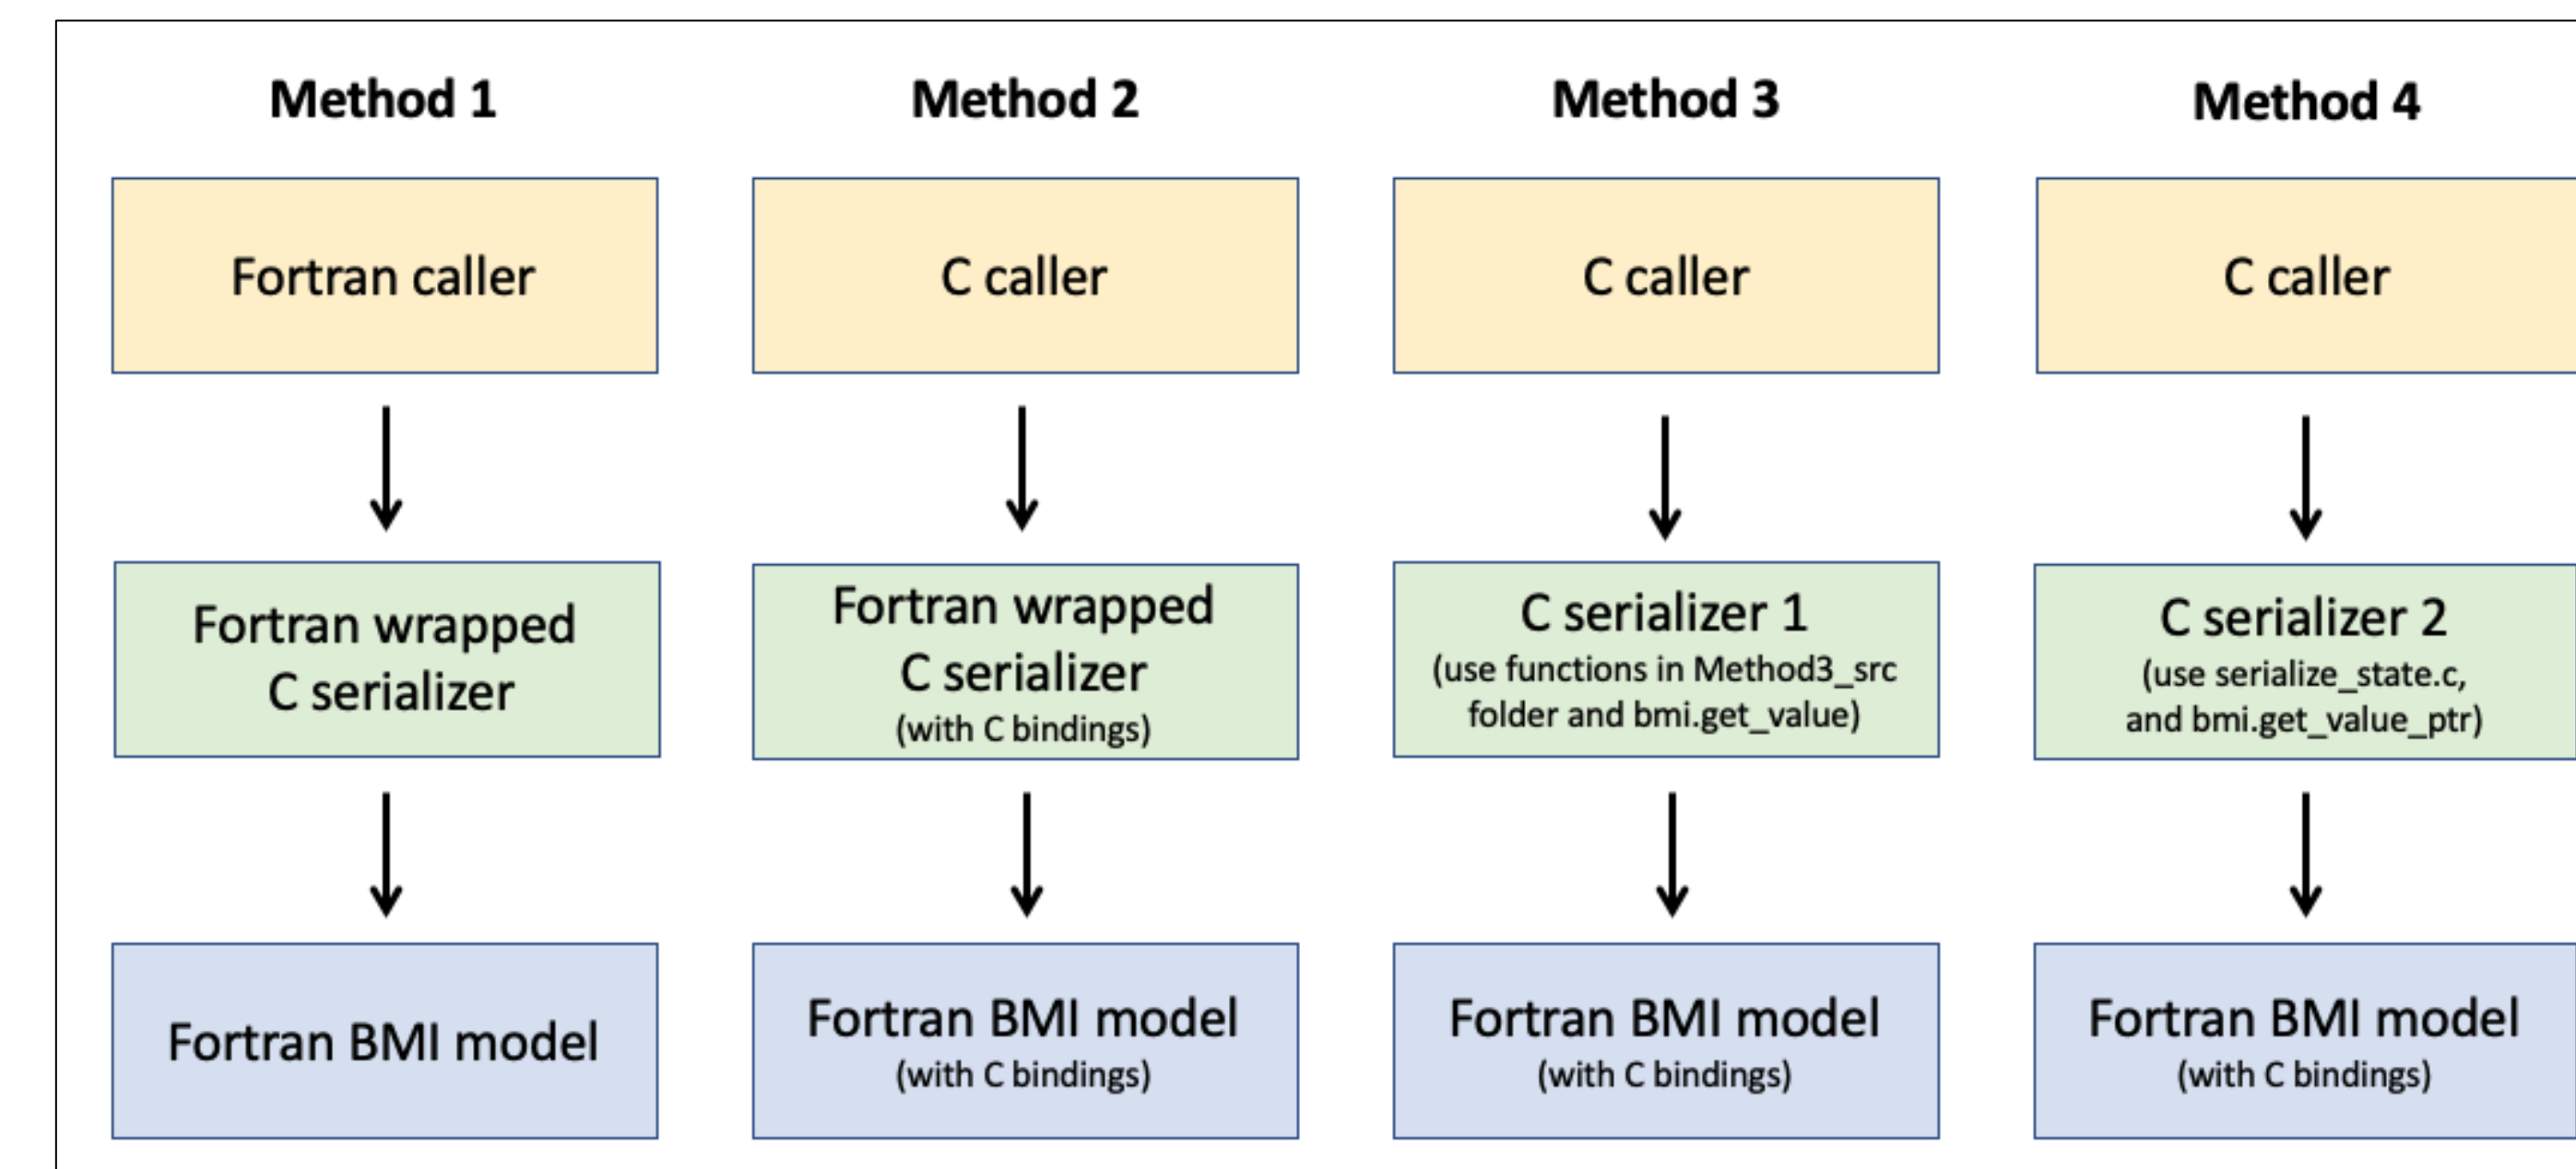 Method 1
Method 2
Method 3
Method 4
Fortran caller
C caller
C caller
C caller
Fortran wrapped
C serializer
Fortran wrapped
C serializer
(with C bindings)
C serializer 1
(use functions in Method3_src
folder and bmi.get_value)
C serializer 2
(use serialize_state.c,
and bmi.get_value_ptr)
Fortran BMI model
Fortran BMI model
(with C bindings)
Fortran BMI model
(with C bindings)
Fortran BMI model
(with C bindings)